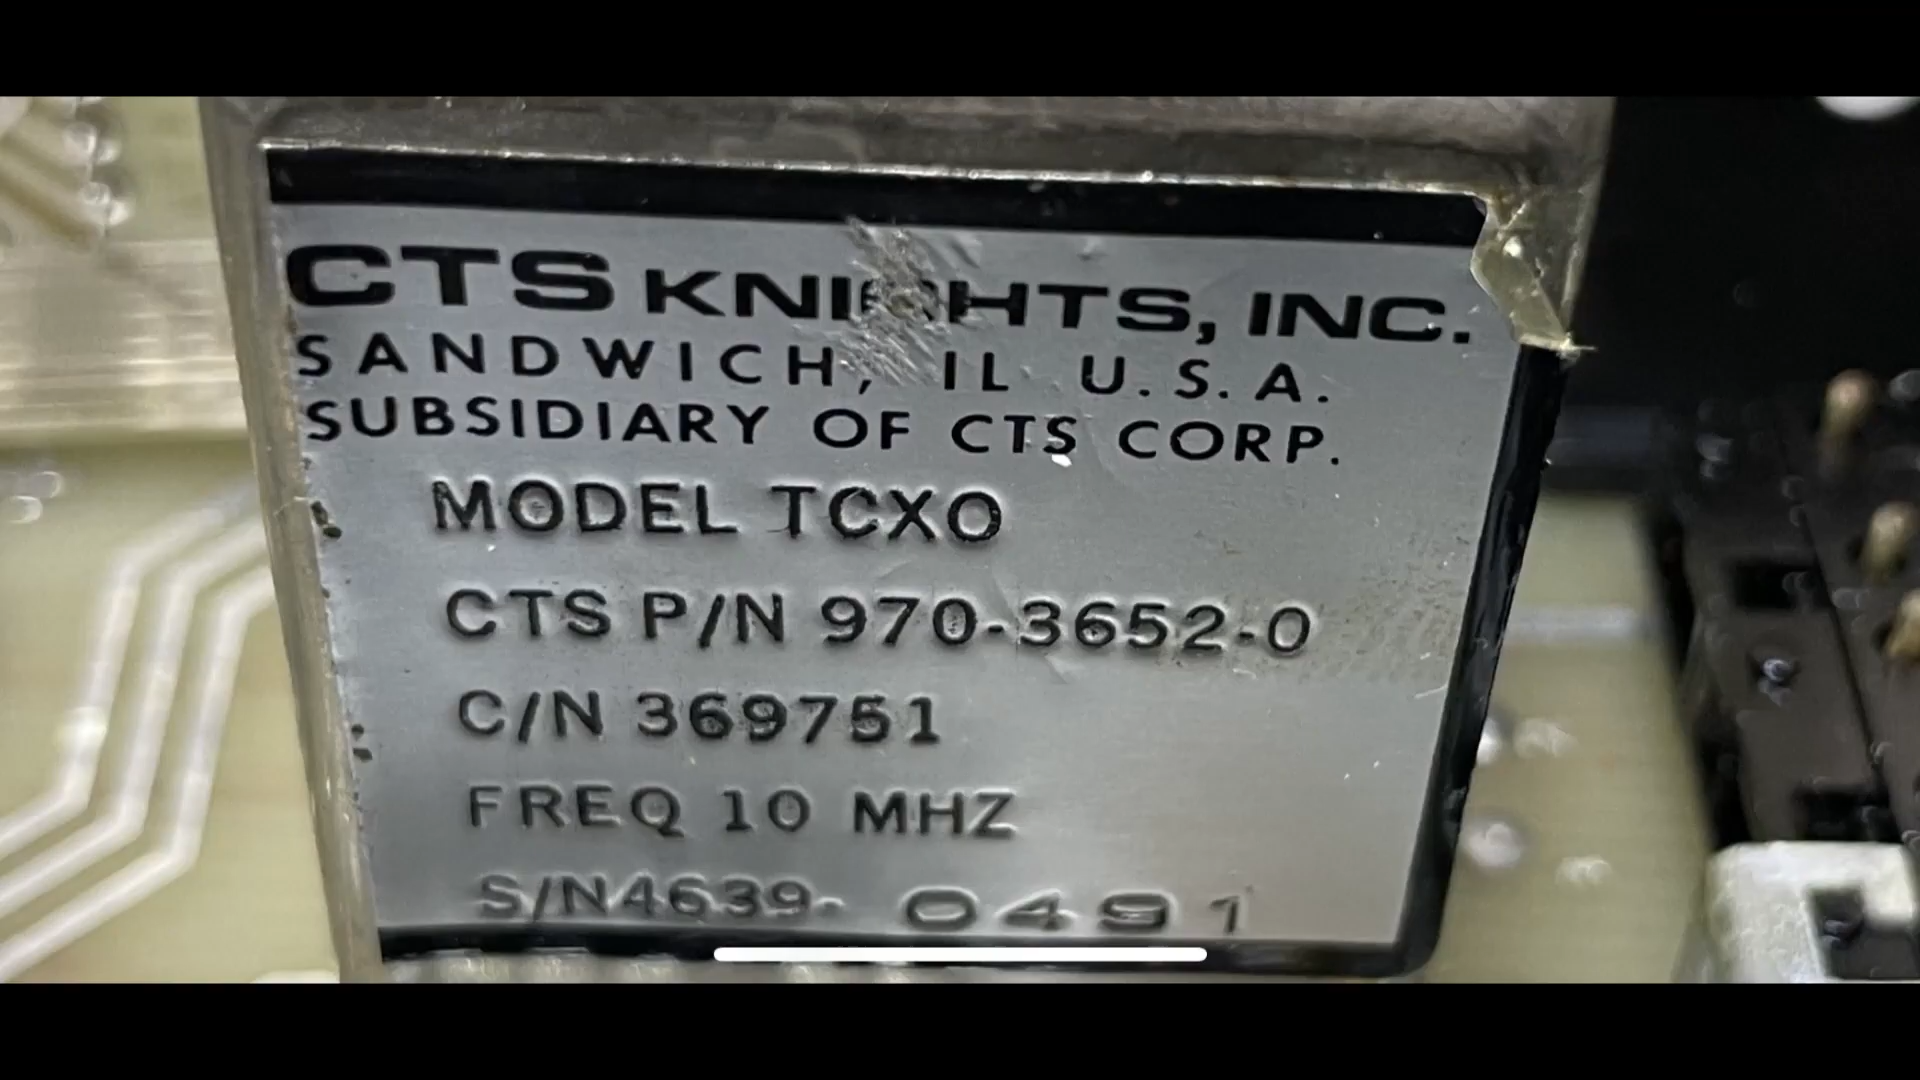 CTS KNIGHTS, INC.
SANDWICH, IL U.S.A.
SUBSIDIARY OF CTS CORP.
MODEL TCXO
CTS P/N 970-3652-0
C/N 369751
FREQ 10 MHZ
S/N4639- 0491